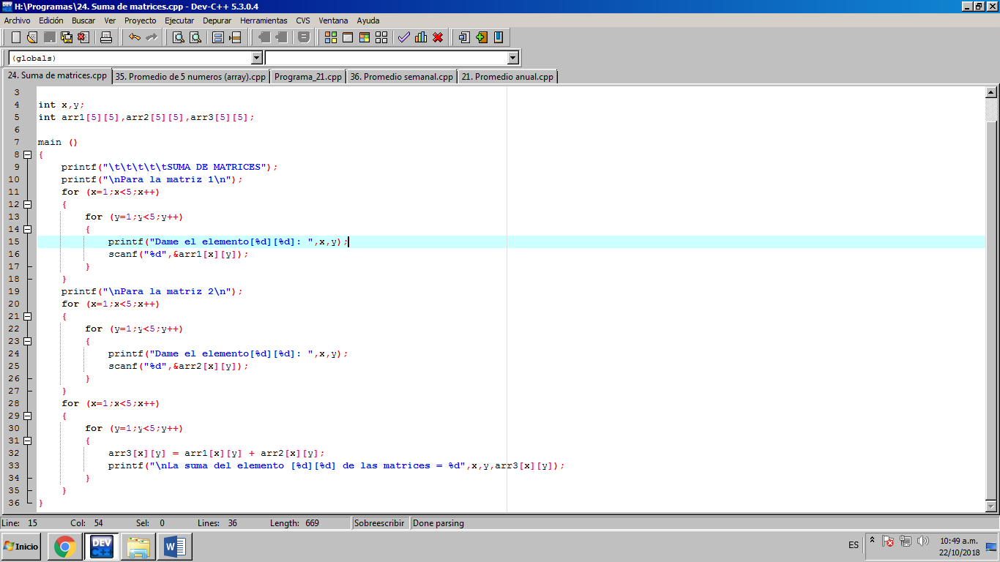 H:\Programas\24. Suma de matrices.cpp - Dev-C++ 5.3.0.4
Archivo Edición Buscar Ver Proyecto Ejecutar Depurar Herramientas CVS Ventana Ayuda
(globals)
24. Suma de matrices.cpp 35. Promedio de 5 numeros (array).cpp Programa_21.cpp 36. Promedio semanal.cpp 21. Promedio anual.cpp
3
4 int x,y;
5 int arr1[5][5],arr2[5][5],arr3[5][5];
6
7 main ()
8 {
9 printf("\t\t\t\t\tSUMA DE MATRICES");
10 printf("\nPara la matriz 1\n");
11 for (x=1;x<5;x++)
12 {
13 for (y=1;y<5;y++)
14 {
15 printf("Dame el elemento[%d][%d]: ",x,y);
16 scanf("%d",&arr1[x][y]);
17 }
18 }
19 printf("\nPara la matriz 2\n");
20 for (x=1;x<5;x++)
21 {
22 for (y=1;y<5;y++)
23 {
24 printf("Dame el elemento[%d][%d]: ",x,y);
25 scanf("%d",&arr2[x][y]);
26 }
27 }
28 for (x=1;x<5;x++)
29 {
30 for (y=1;y<5;y++)
31 {
32 arr3[x][y] = arr1[x][y] + arr2[x][y];
33 printf("\nLa suma del elemento [%d][%d] de las matrices = %d",x,y,arr3[x][y]);
34 }
35 }
36 }
Line: 15 Col: 54 Sel: 0 Lines: 36 Length: 669 Sobreescribir Done parsing
Inicio DEV C++ W ES 10:49 a.m.
22/10/2018